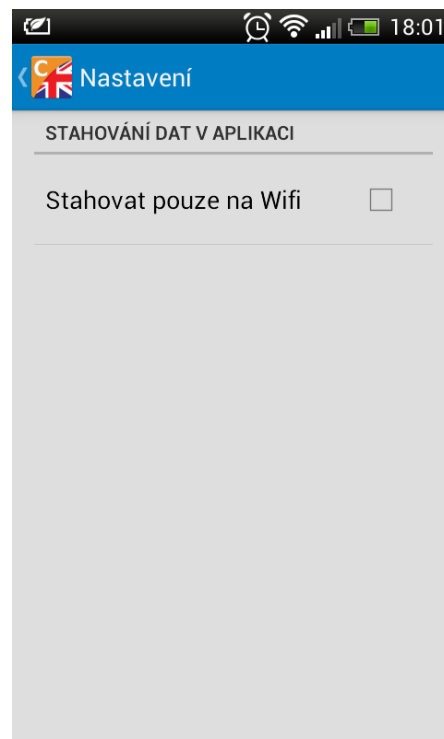 18:01
C
Nastavení
STAHOVÁNÍ DAT V APLIKACI
Stahovat pouze na Wifi